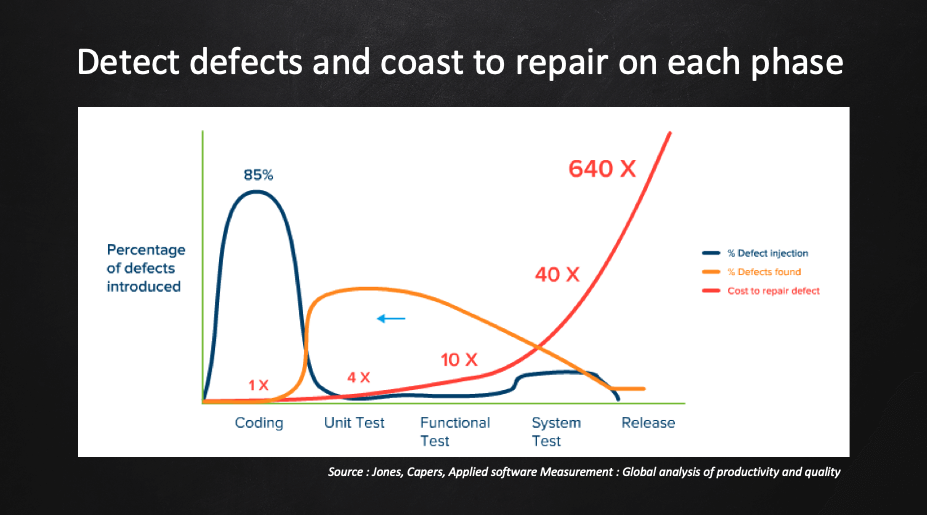 Detect defects and coast to repair on each phase
85%
640 X
Percentage
of defects
introduced
% Defect injection
% Defects found
Cost to repair defect
40 X
10 X
4 X
1 X
Coding
Unit Test
Functional
Test
System
Test
Release
Source : Jones, Capers, Applied software Measurement : Global analysis of productivity and quality